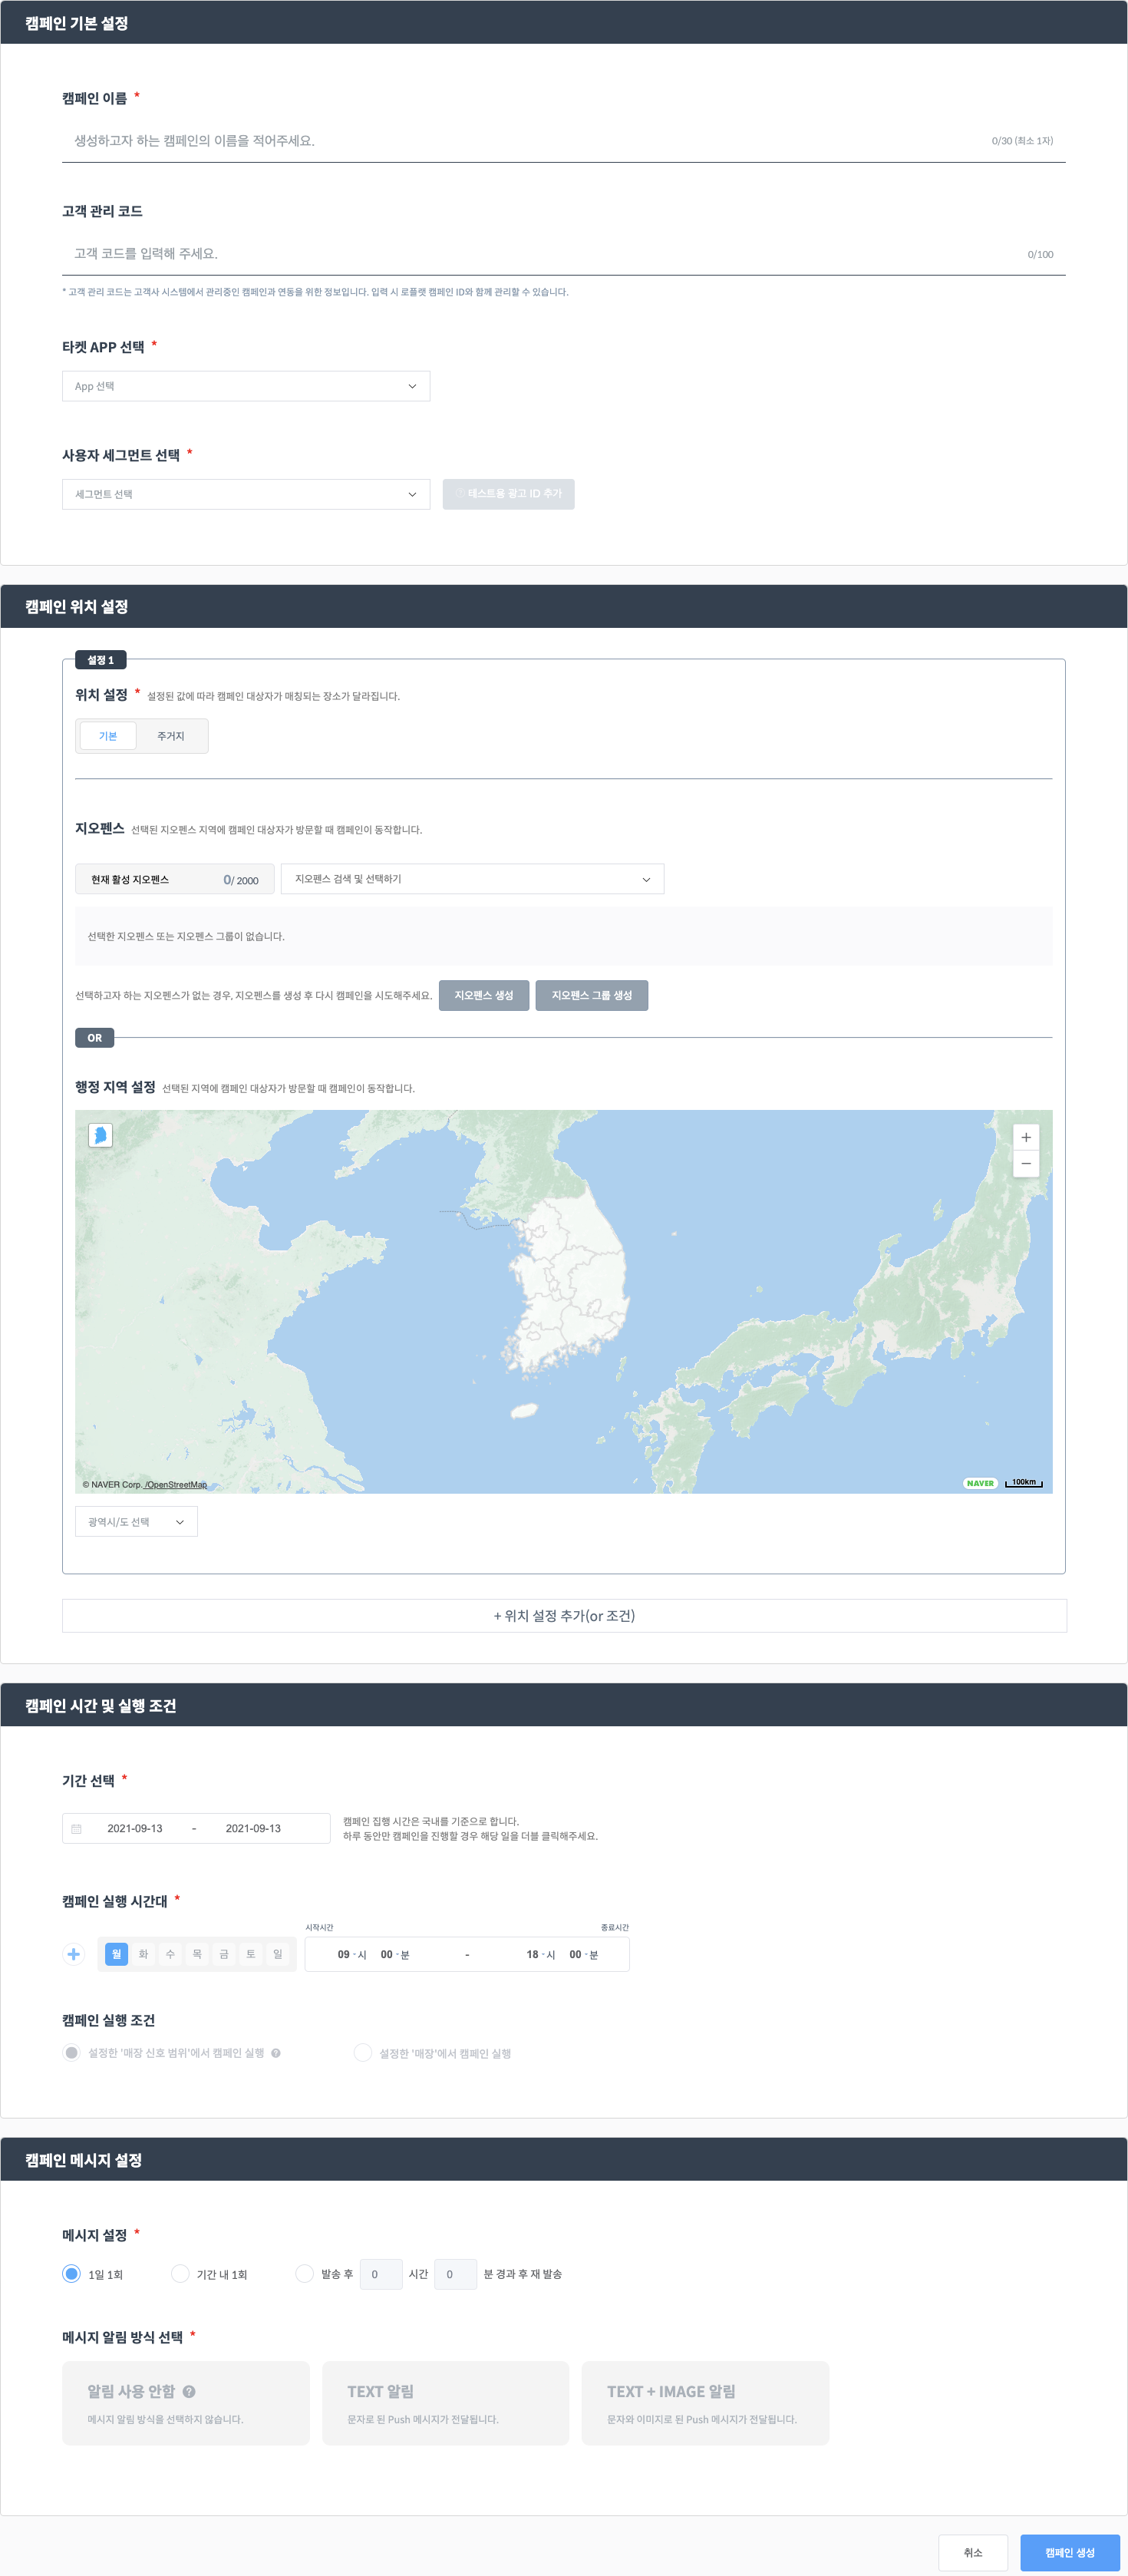 캠페인 기본 설정
캠페인 이름 *
생성하고자 하는 캠페인의 이름을 적어주세요. 0/30 (최소 1자)
고객 관리 코드
고객 코드를 입력해 주세요. 0/100
* 고객 관리 코드는 고객사 시스템에서 관리중인 캠페인과 연동을 위한 정보입니다. 입력 시 로플랫 캠페인 ID와 함께 관리할 수 있습니다.
타켓 APP 선택 *
App 선택
사용자 세그먼트 선택 *
세그먼트 선택 테스트용 광고 ID 추가
캠페인 위치 설정
설정 1
위치 설정 * 설정된 값에 따라 캠페인 대상자가 매칭되는 장소가 달라집니다.
기본 주거지
지오펜스 선택된 지오펜스 지역에 캠페인 대상자가 방문할 때 캠페인이 동작합니다.
현재 활성 지오펜스 0/ 2000 지오펜스 검색 및 선택하기
선택한 지오펜스 또는 지오펜스 그룹이 없습니다.
선택하고자 하는 지오펜스가 없는 경우, 지오펜스를 생성 후 다시 캠페인을 시도해주세요. 지오펜스 생성 지오펜스 그룹 생성
OR
행정 지역 설정 선택된 지역에 캠페인 대상자가 방문할 때 캠페인이 동작합니다.
+
−
© NAVER Corp. /OpenStreetMap NAVER 100km
광역시/도 선택
+ 위치 설정 추가(or 조건)
캠페인 시간 및 실행 조건
기간 선택 *
2021-09-13 - 2021-09-13
캠페인 집행 시간은 국내를 기준으로 합니다.
하루 동안만 캠페인을 진행할 경우 해당 일을 더블 클릭해주세요.
캠페인 실행 시간대 *
시작시간 종료시간
월 화 수 목 금 토 일 09 - 시 00 - 분 - 18 - 시 00 - 분
캠페인 실행 조건
설정한 '매장 신호 범위'에서 캠페인 실행 ? 설정한 '매장'에서 캠페인 실행
캠페인 메시지 설정
메시지 설정 *
1일 1회 기간 내 1회 발송 후 0 시간 0 분 경과 후 재 발송
메시지 알림 방식 선택 *
알림 사용 안함 ? TEXT 알림 TEXT + IMAGE 알림
메시지 알림 방식을 선택하지 않습니다. 문자로 된 Push 메시지가 전달됩니다. 문자와 이미지로 된 Push 메시지가 전달됩니다.
취소 캠페인 생성